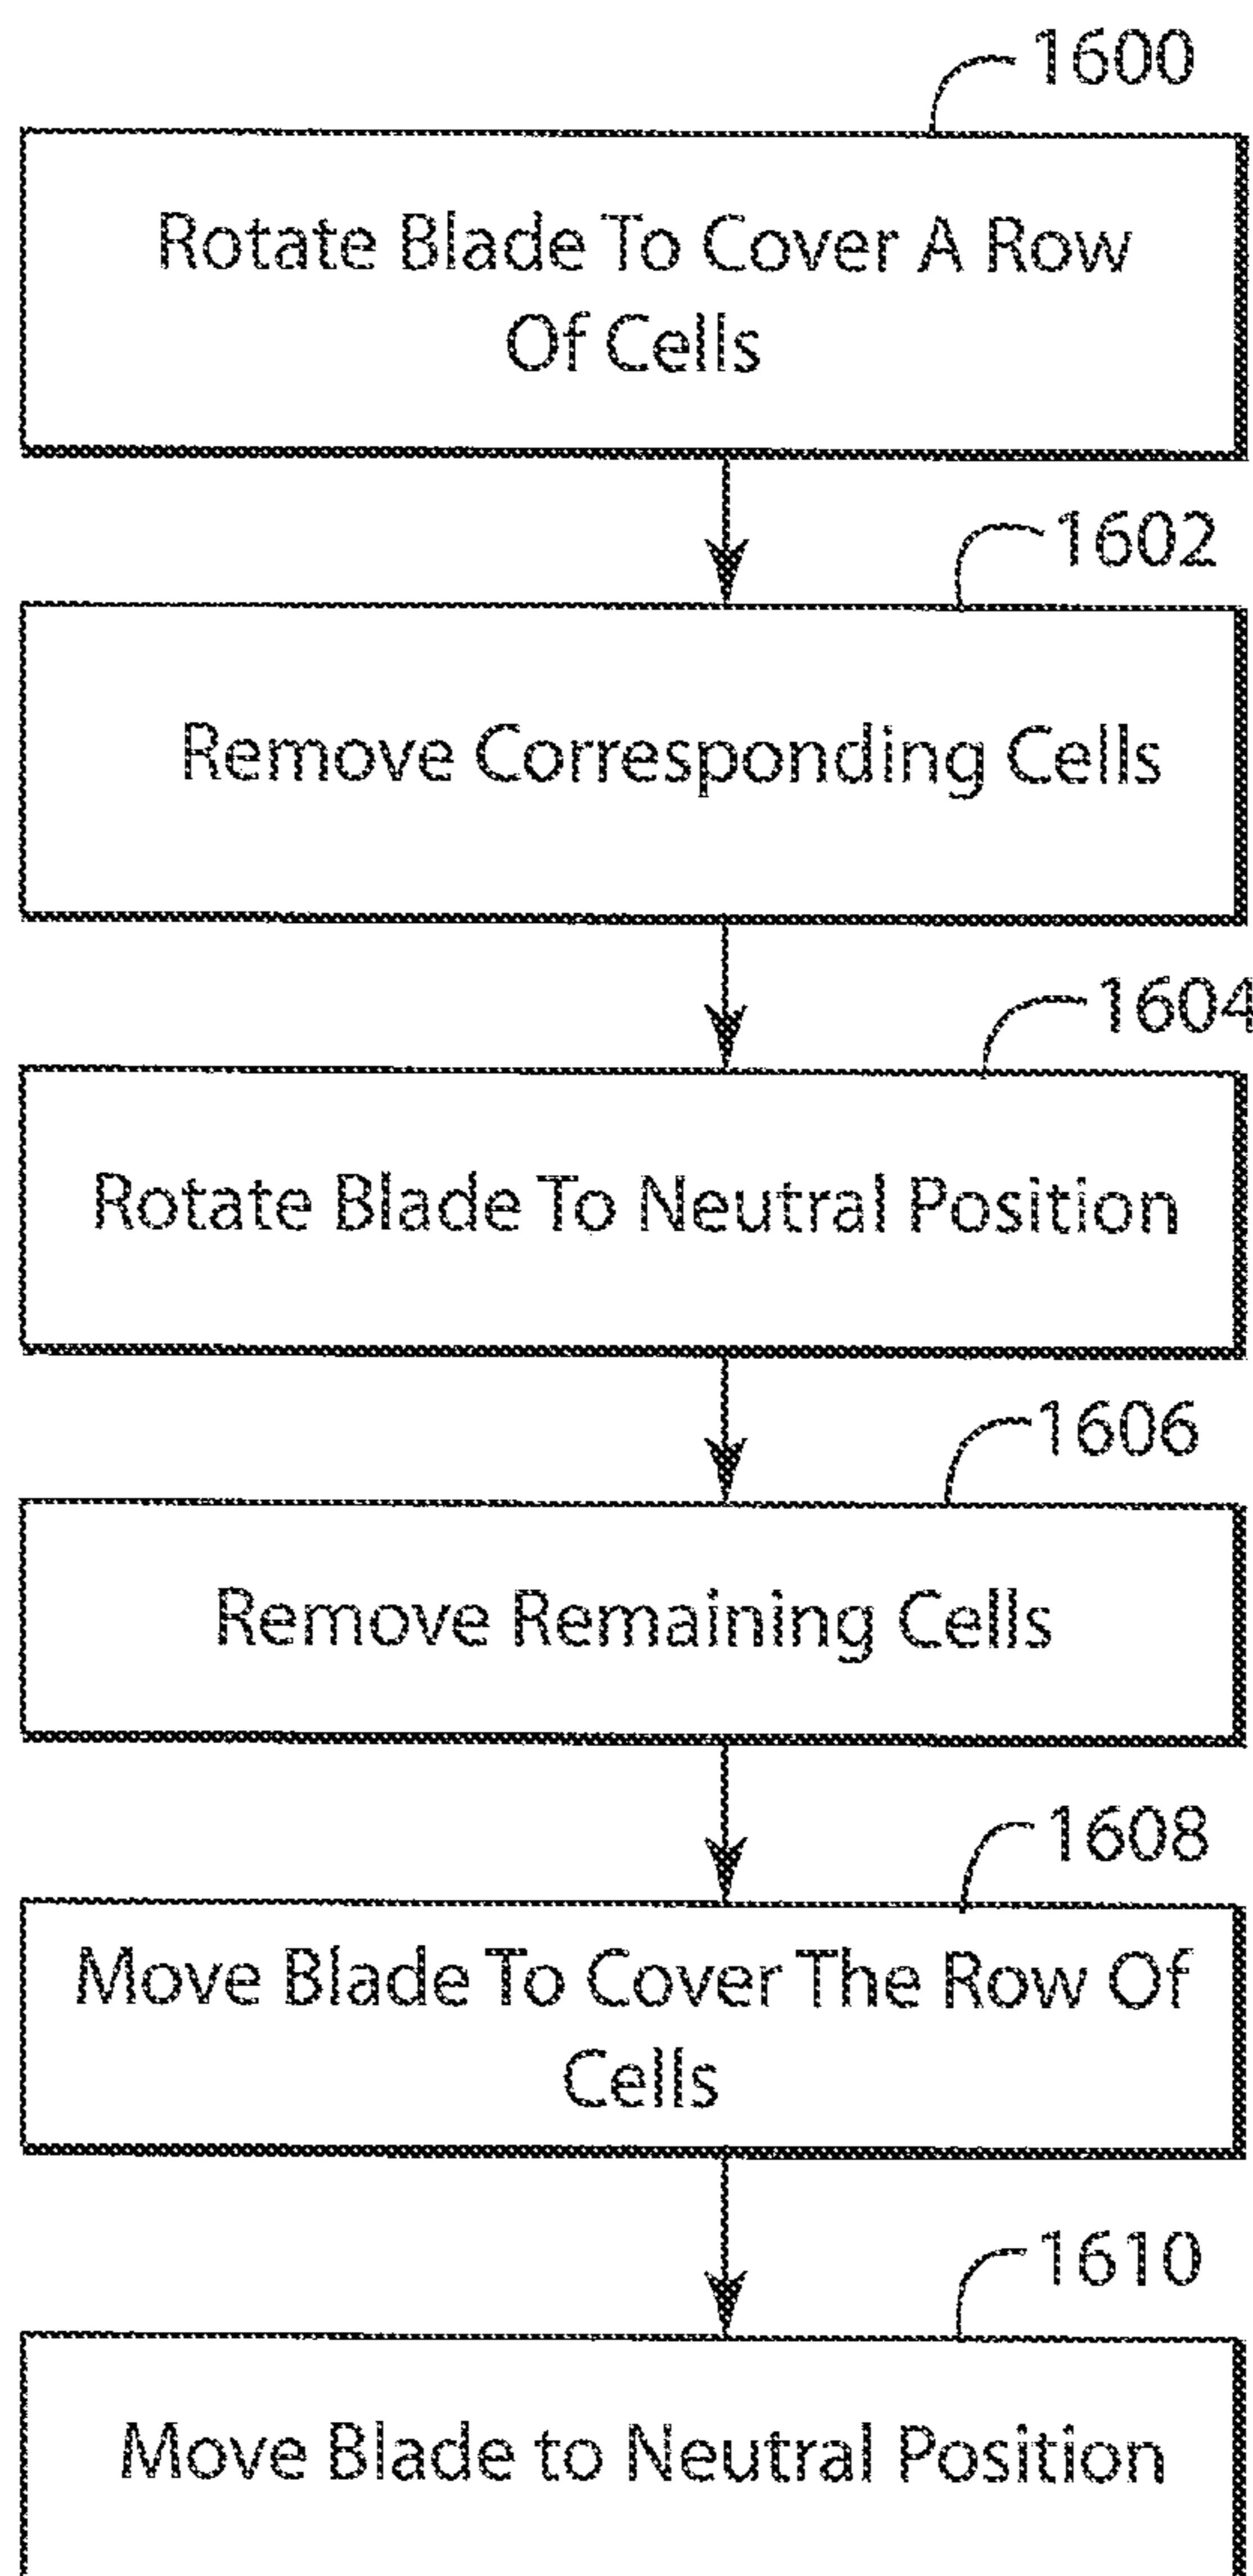 1600
Rotate Blade To Cover A Row
Of Cells
1602
Remove Corresponding Cells
1604
Rotate Blade To Neutral Position
1606
Remove Remaining Cells
1608
Move Blade To Cover The Row Of
Cells
1610
Move Blade to Neutral Position